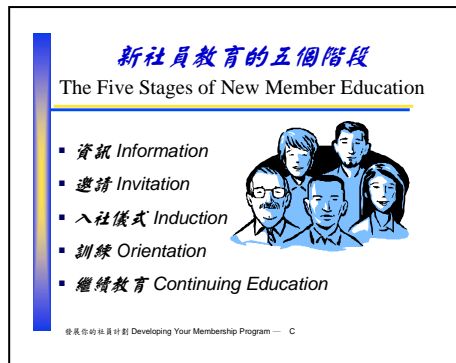 新社員教育的五個階段
The Five Stages of New Member Education
▪ 資訊 Information
▪ 邀請 Invitation
▪ 入社儀式 Induction
▪ 訓練 Orientation
▪ 繼續教育 Continuing Education
發展你的社員計劃 Developing Your Membership Program — C